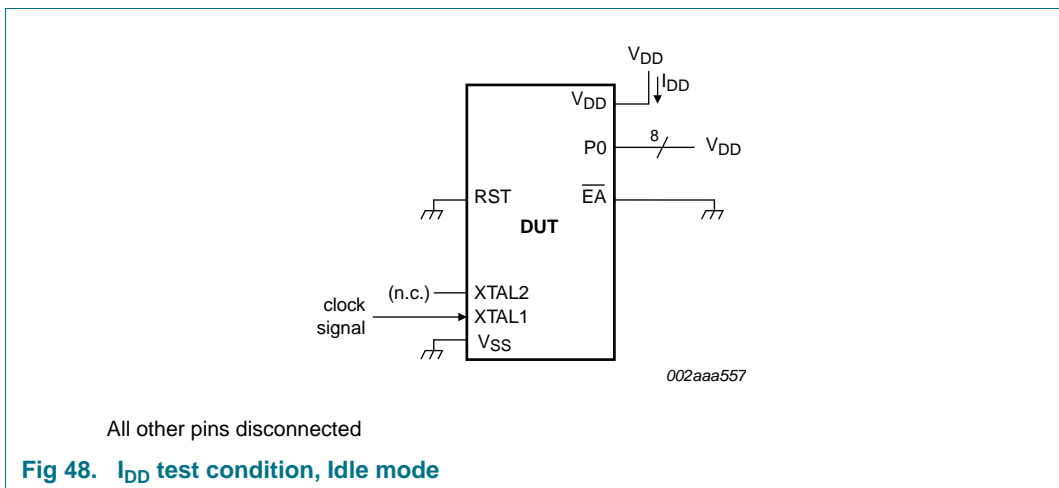 VDD
IDD
VDD
P0
8
VDD
RST
EA
DUT
(n.c.)
XTAL2
clock
signal
XTAL1
VSS
002aaa557
All other pins disconnected
Fig 48. IDD test condition, Idle mode